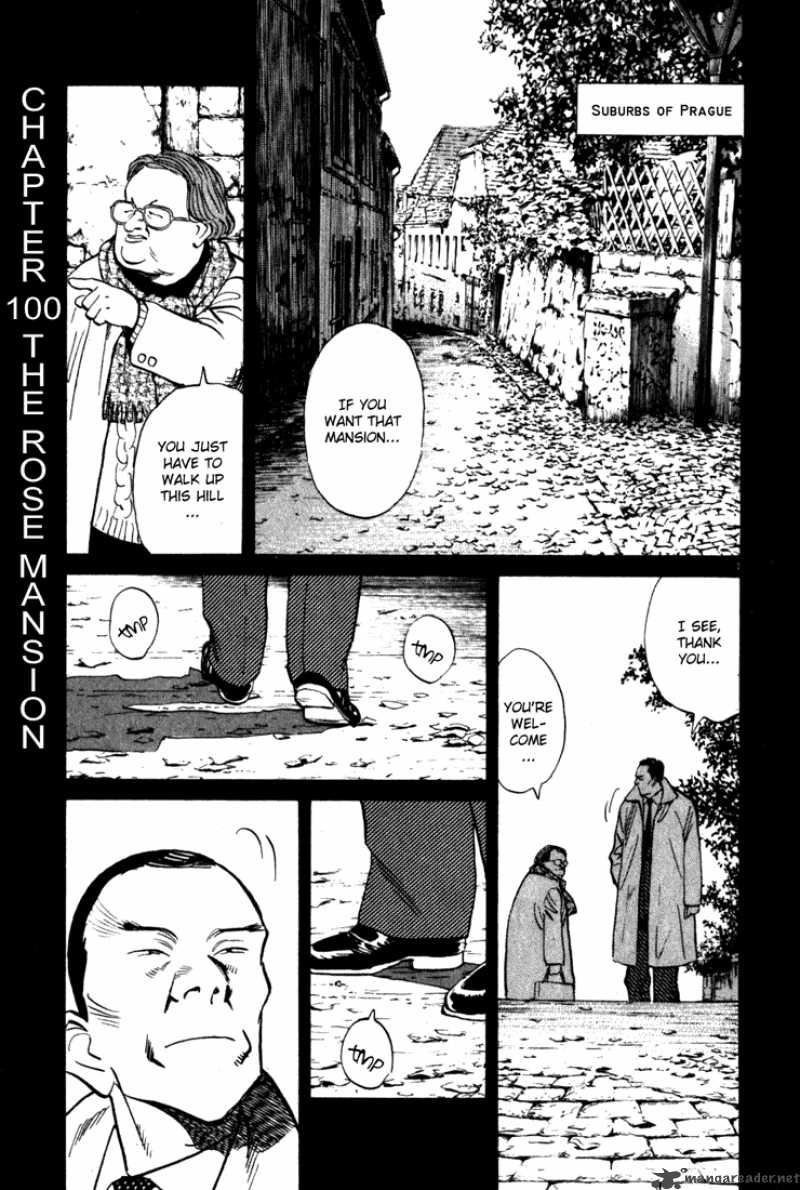 CHAPTER 100 THE ROSE MANSION
SUBURBS OF PRAGUE
IF YOU
WANT THAT
MANSION...
YOU JUST
HAVE TO
WALK UP
THIS HILL
...
I SEE,
THANK
YOU...
YOU'RE
WEL-
COME
...
TMP
TMP
TMP
mangareader.net